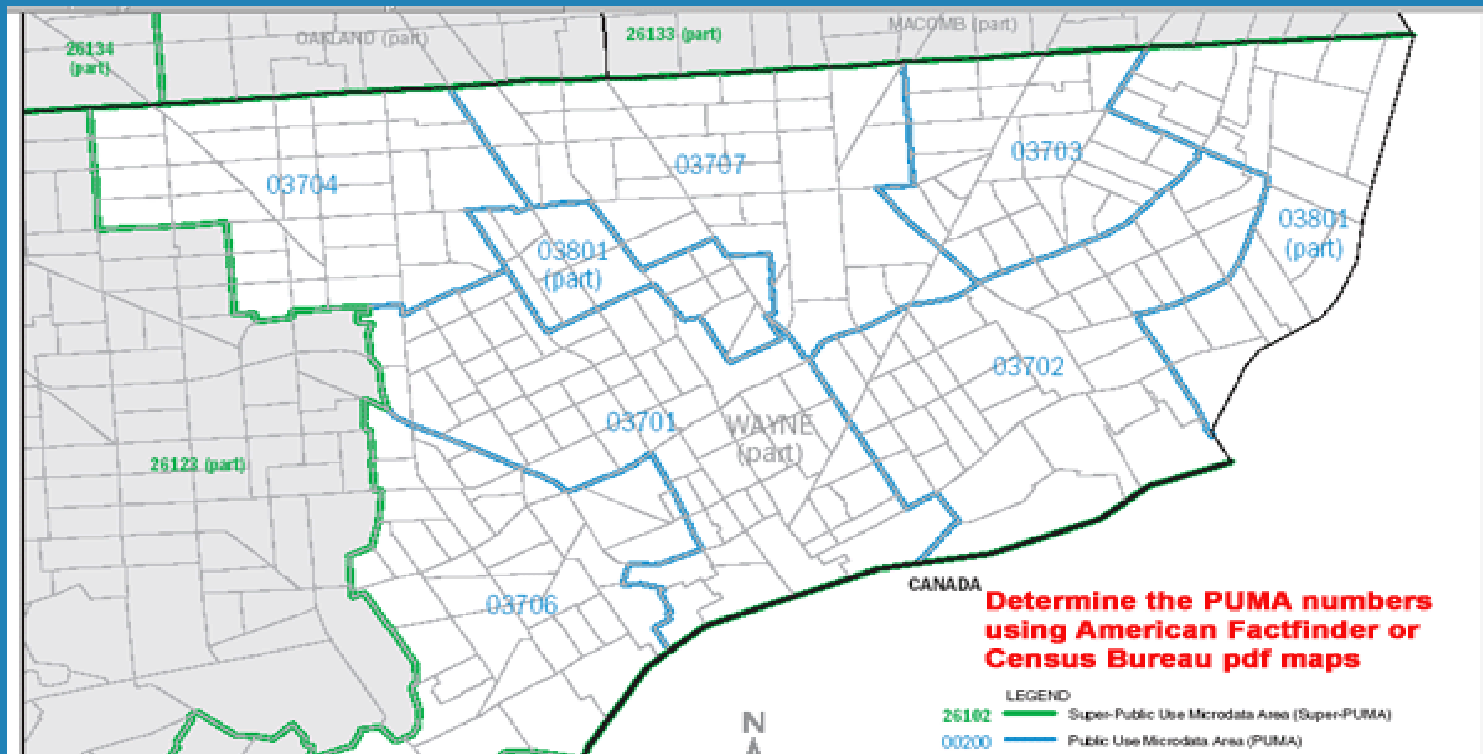 26134
(part)
OAKLAND (part)
26133 (part)
MACOMB (part)
03704
03707
03703
03801
(part)
03801
(part)
03702
03701
WAYNE
(part)
26122 (part)
03706
CANADA
Determine the PUMA numbers
using American Factfinder or
Census Bureau pdf maps
N
LEGEND
26102 Super-Public Use Microdata Area (Super-PUMA)
00200 Public Use Microdata Area (PUMA)